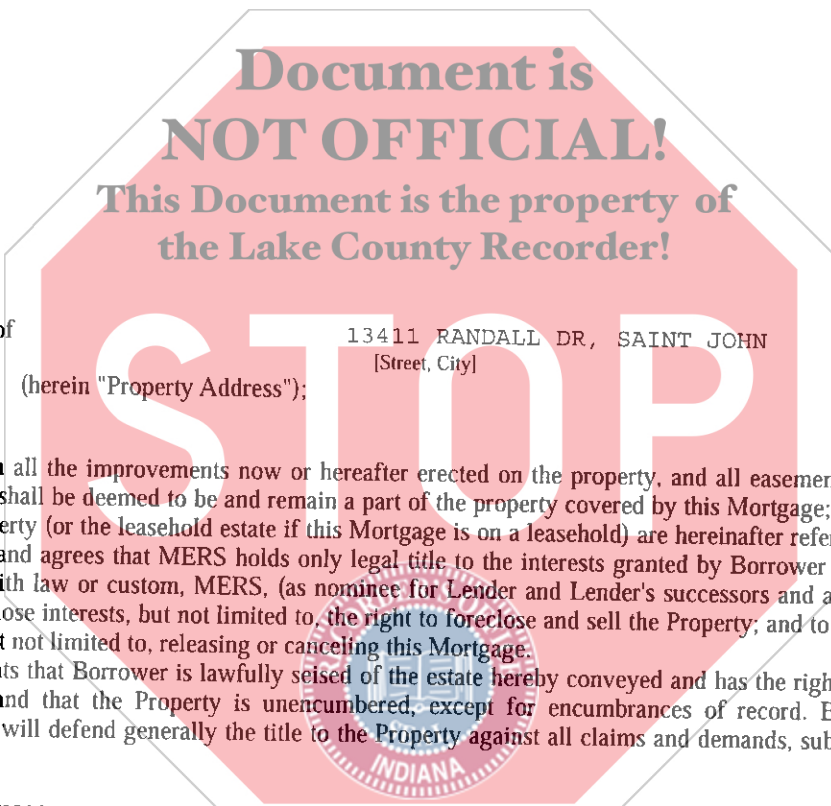 Document is
NOT OFFICIAL!
This Document is the property of
the Lake County Recorder!
STOP
of
13411 RANDALL DR, SAINT JOHN
[Street, City]
(herein "Property Address");
all the improvements now or hereafter erected on the property, and all easemen
shall be deemed to be and remain a part of the property covered by this Mortgage;
erty (or the leasehold estate if this Mortgage is on a leasehold) are hereinafter refer
and agrees that MERS holds only legal title to the interests granted by Borrower
ith law or custom, MERS, (as nominee for Lender and Lender's successors and a
ose interests, but not limited to, the right to foreclose and sell the Property; and to
t not limited to, releasing or canceling this Mortgage.
ts that Borrower is lawfully seised of the estate hereby conveyed and has the righ
and that the Property is unencumbered, except for encumbrances of record. B
will defend generally the title to the Property against all claims and demands, sub
INDIANA